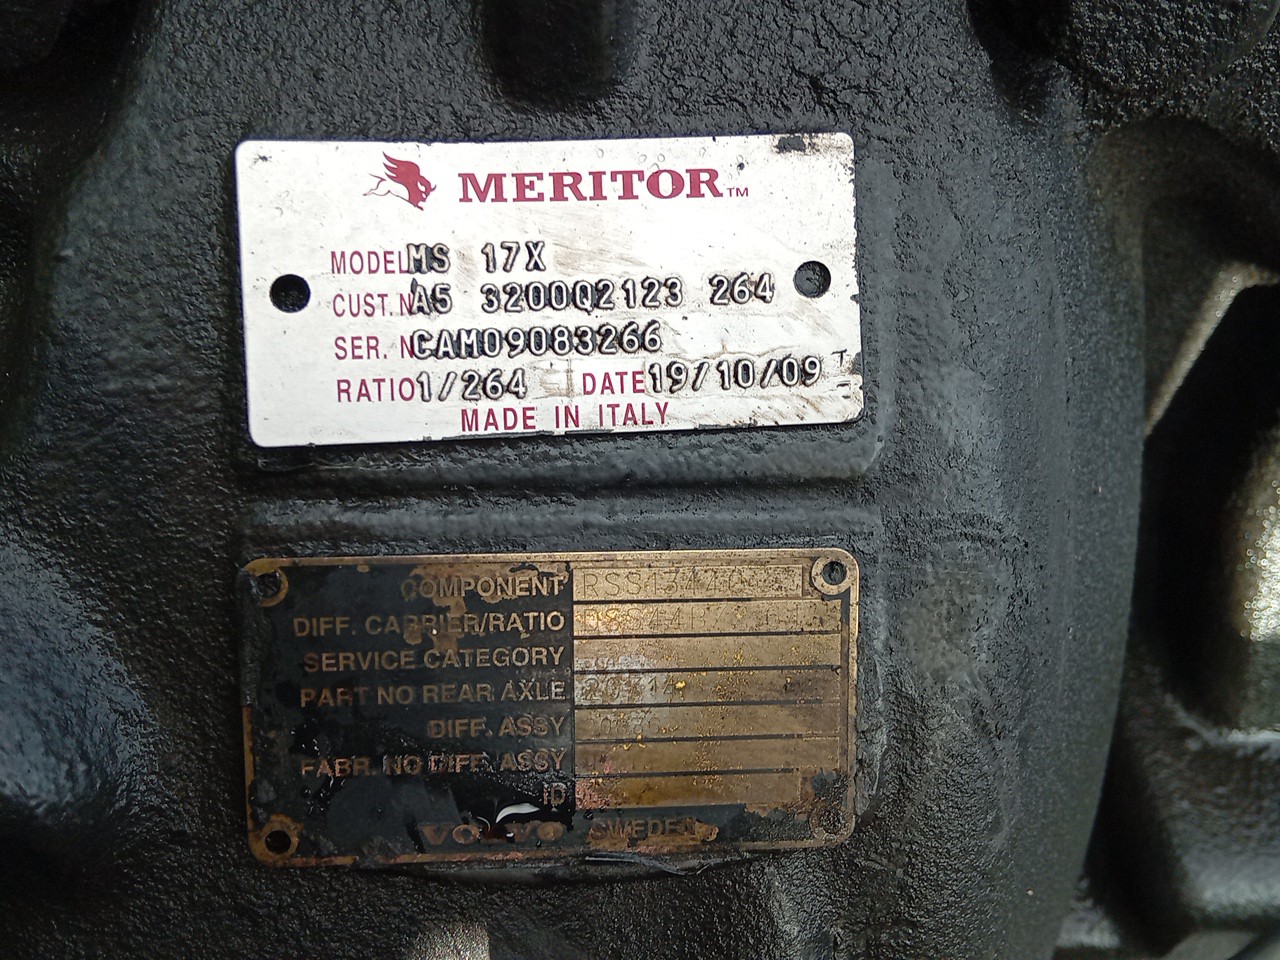 MERITOR™
MODEL MS 17X
CUST. N A5 3200Q2123 264
SER. N CAM09083266
RATIO 1/264 DATE 19/10/09
MADE IN ITALY
COMPONENT
DIFF. CARRIER/RATIO
SERVICE CATEGORY
PART NO REAR AXLE
DIFF. ASSY
FABR. NO DIFF. ASSY
ID
VOLVO SWEDEN